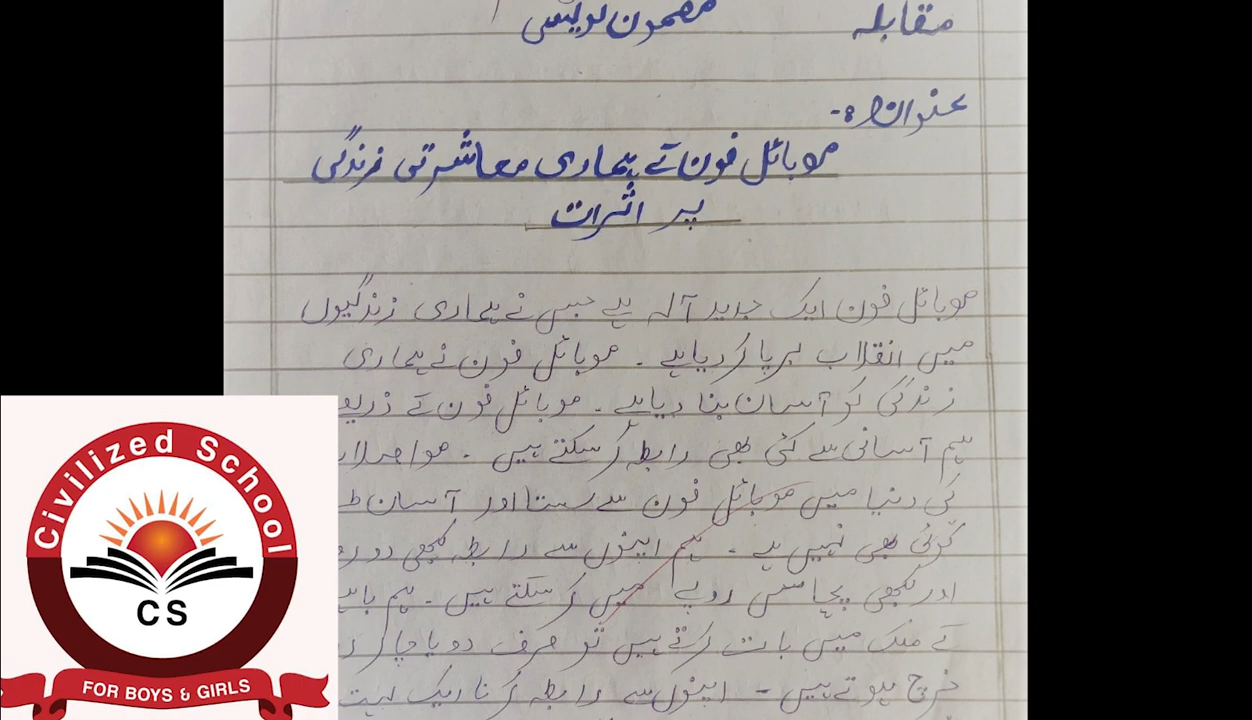 مقابلہ مضمون نویسی
عنوان:-
موبائل فون کے ہماری معاشرتی زندگی
پر اثرات
موبائل فون ایک جدید آلہ ہے جس نے ہماری زندگیوں
میں انقلاب برپا کر دیا ہے ۔ موبائل فون نے ہماری
زندگی کو آسان بنا دیا ہے ۔ موبائل فون کے ذریعے
ہم آسانی سے کئی بھی رابطہ کر سکتے ہیں ۔
کی دنیا میں موبائل فون سے سستا اور آسان
کوئی بھی نہیں ہے ۔ ہم اپنوں سے رابطہ کبھی دو
اور کبھی پچاس روپے میں کر سکتے ہیں ۔ ہم
کے ملک میں بات کرتے ہیں تو صرف دو یا چار
خرچ ہوتے ہیں - اپنوں سے رابطہ کرنا ایک بہت
Civilized School
CS
FOR BOYS & GIRLS